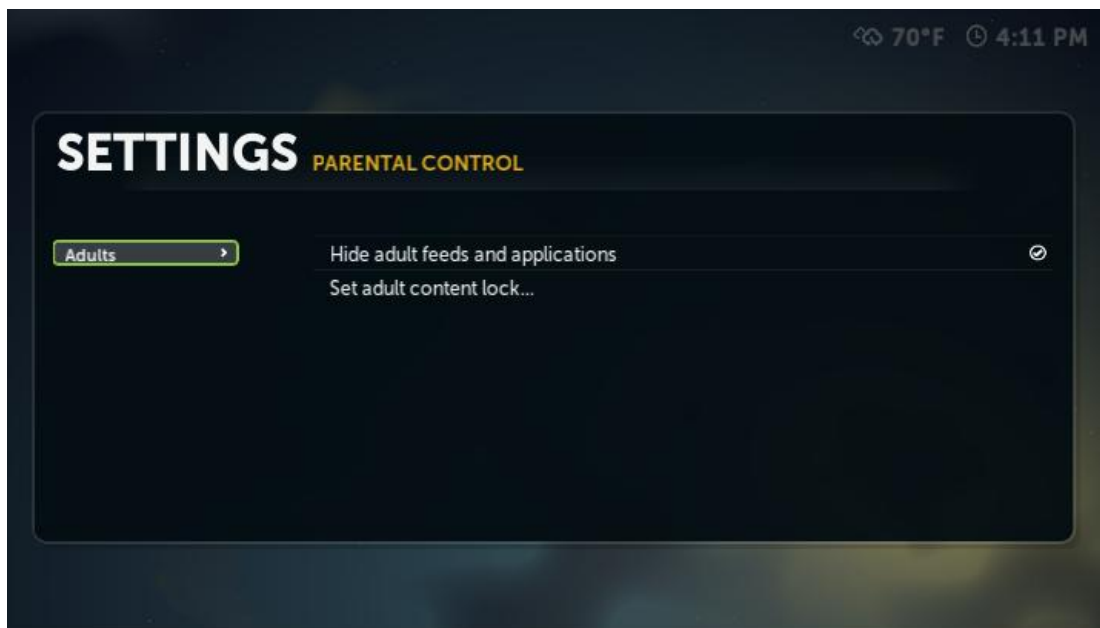 70°F 4:11 PM
SETTINGS PARENTAL CONTROL
Adults
Hide adult feeds and applications
Set adult content lock...